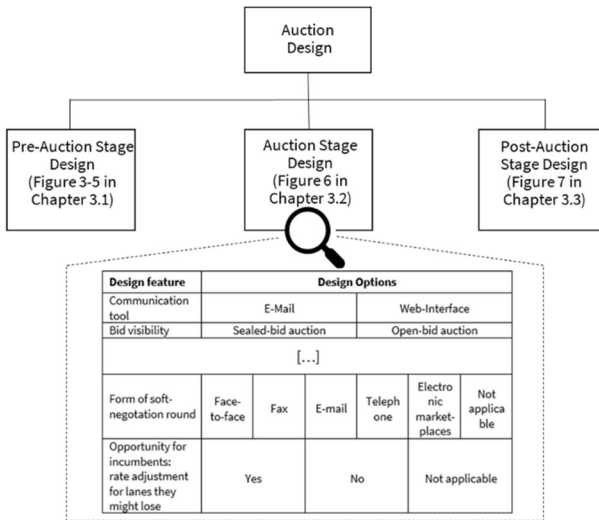 Auction
Design
Pre-Auction Stage
Design
(Figure 3-5 in
Chapter 3.1)
Auction Stage
Design
(Figure 6 in
Chapter 3.2)
Post-Auction
Stage Design
(Figure 7 in
Chapter 3.3)
Design feature
Design Options
Communication
tool
E-Mail
Web-Interface
Bid visibility
Sealed-bid auction
Open-bid auction
[...]
Form of soft-
negotation round
Face-
to-face
Fax
E-mail
Teleph
one
Electro
nic
market-
places
Not
applica
ble
Opportunity for
incumbents:
rate adjustment
for lanes they
might lose
Yes
No
Not applicable